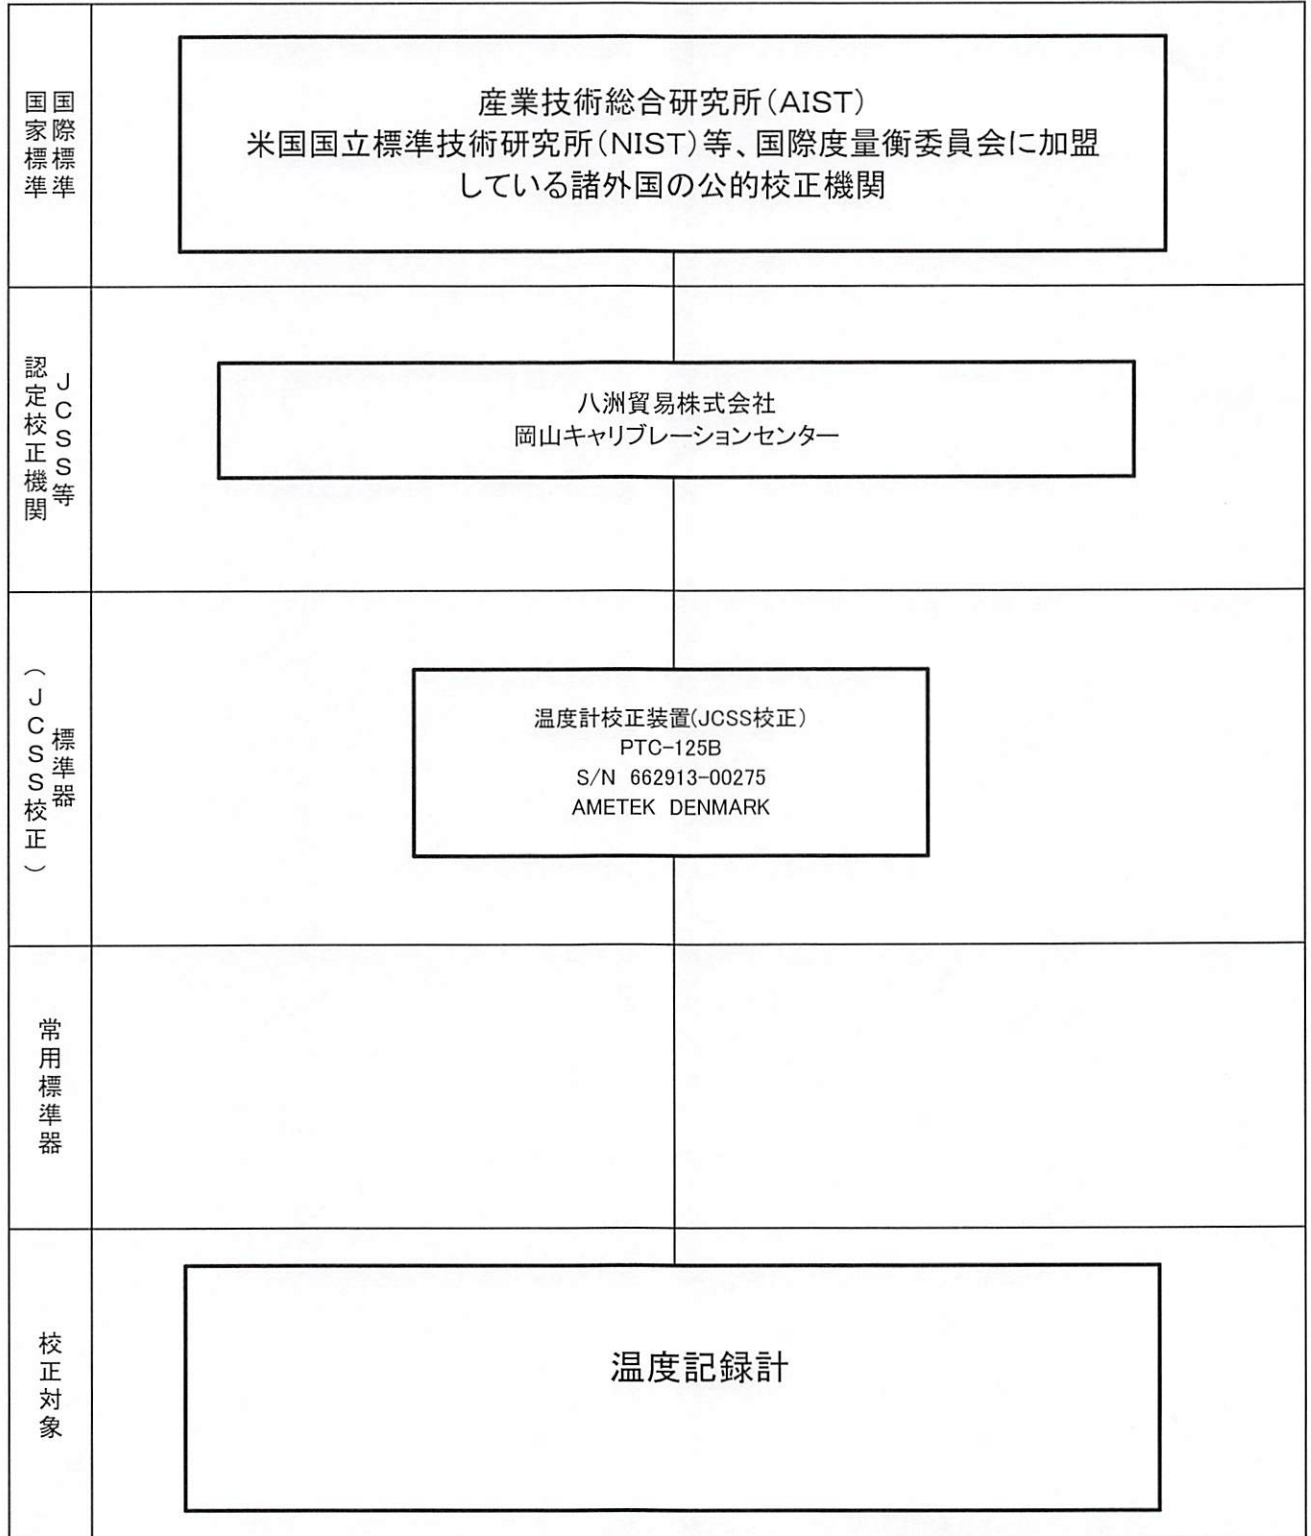 国際標準
国家標準
産業技術総合研究所(AIST)
米国国立標準技術研究所(NIST)等、国際度量衡委員会に加盟
している諸外国の公的校正機関
JCSS等
認定校正機関
八洲貿易株式会社
岡山キャリブレーションセンター
標準器
(JCSS校正)
温度計校正装置(JCSS校正)
PTC-125B
S/N 662913-00275
AMETEK DENMARK
常用標準器
校正対象
温度記録計